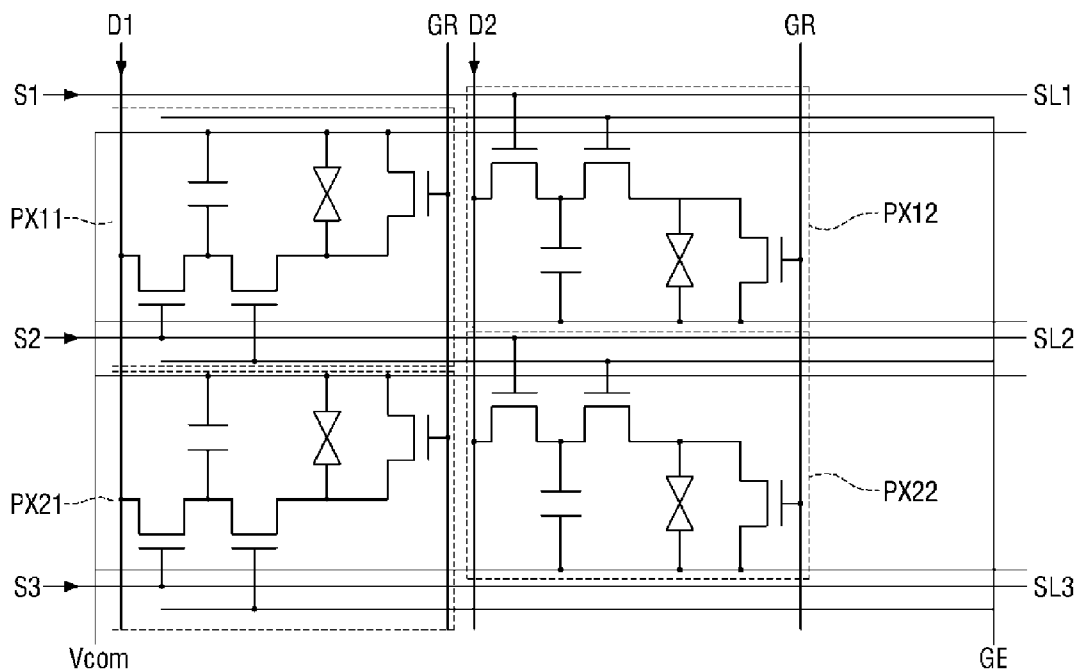 D1 GR D2 GR
S1 SL1
PX11 PX12
S2 SL2
PX21 PX22
S3 SL3
Vcom GE